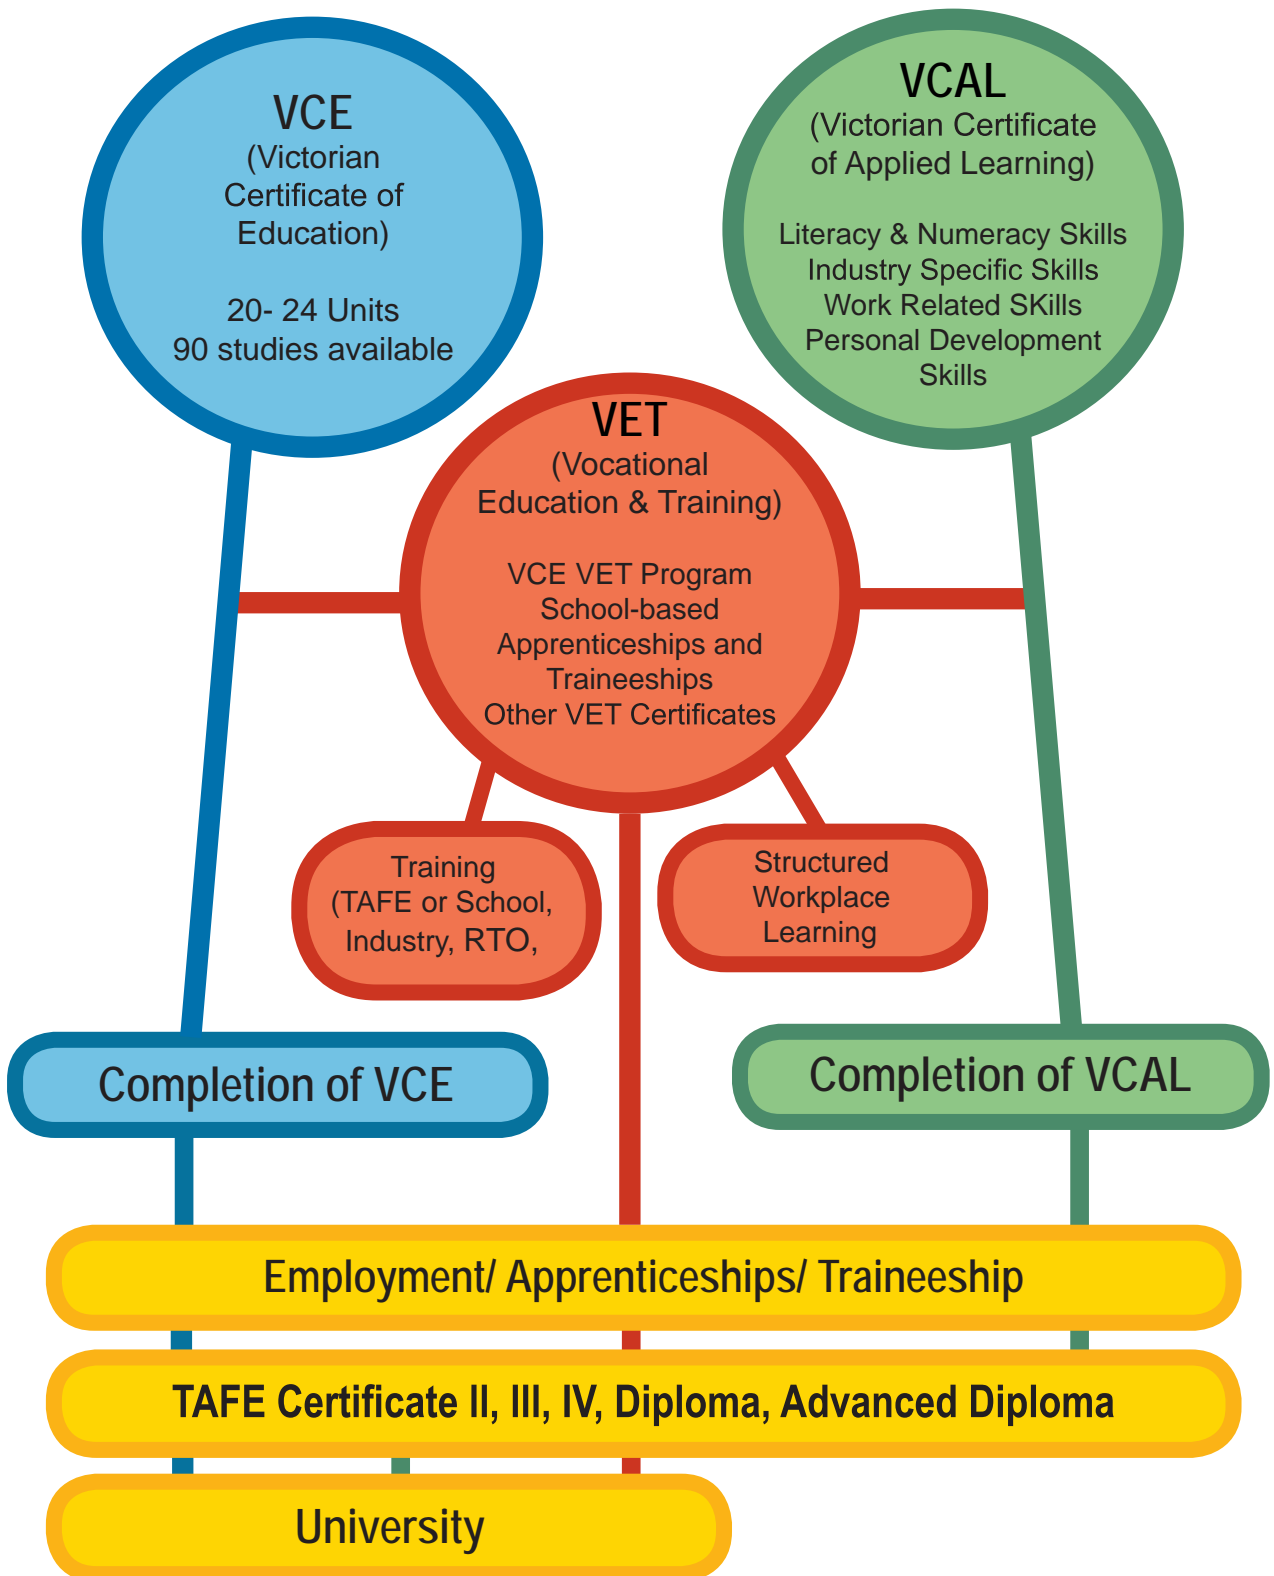 VCE
(Victorian
Certificate of
Education)
20- 24 Units
90 studies available
VCAL
(Victorian Certificate
of Applied Learning)
Literacy & Numeracy Skills
Industry Specific Skills
Work Related SKills
Personal Development
Skills
VET
(Vocational
Education & Training)
VCE VET Program
School-based
Apprenticeships and
Traineeships
Other VET Certificates
Training
(TAFE or School,
Industry, RTO,
Structured
Workplace
Learning
Completion of VCE
Completion of VCAL
Employment/ Apprenticeships/ Traineeship
TAFE Certificate II, III, IV, Diploma, Advanced Diploma
University